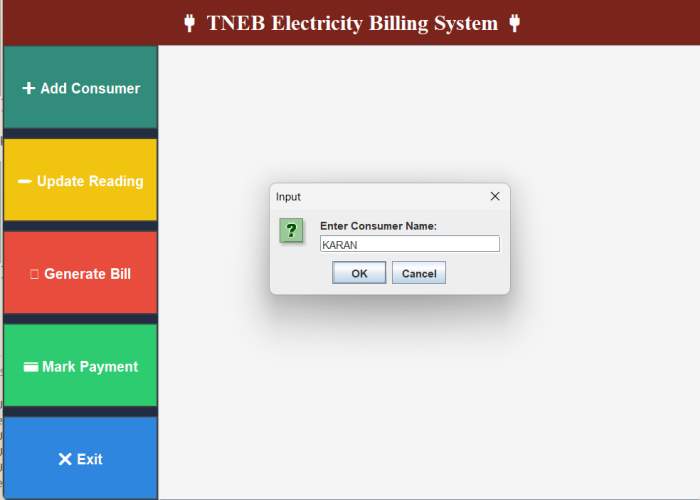 TNEB Electricity Billing System
Add Consumer
Update Reading
Generate Bill
Mark Payment
Exit
Input
Enter Consumer Name:
KARAN
OK
Cancel